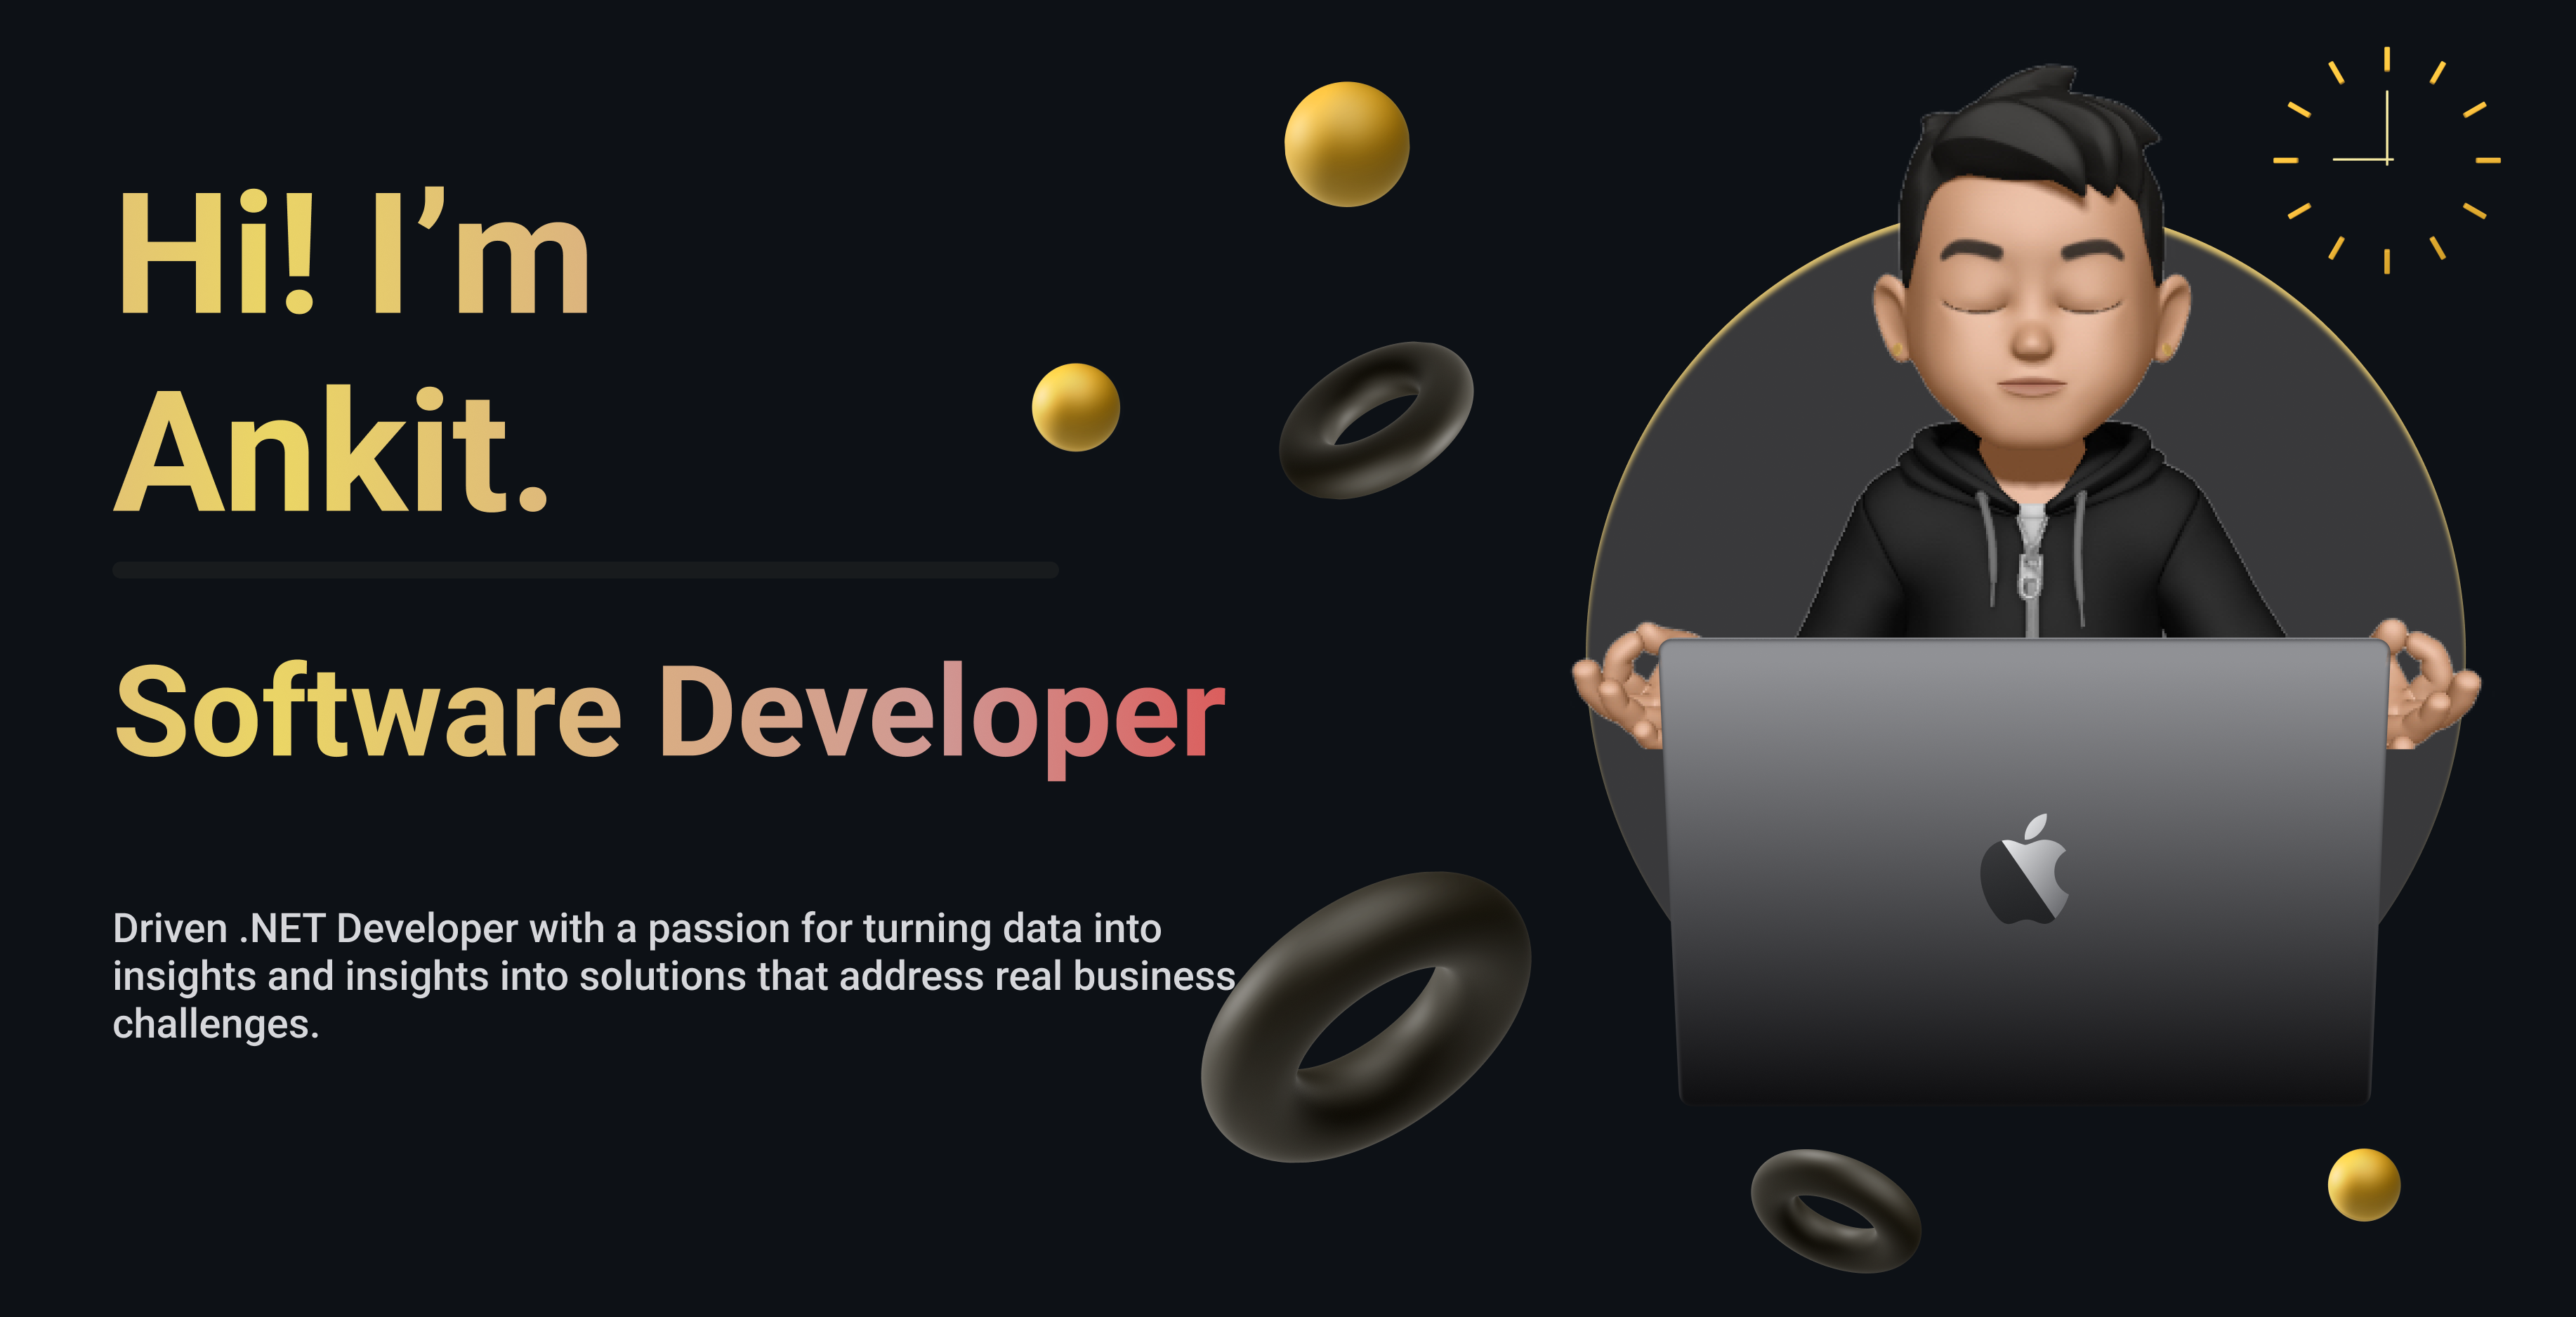 Hi! I’m
Ankit.
Software Developer
Driven .NET Developer with a passion for turning data into
insights and insights into solutions that address real business
challenges.